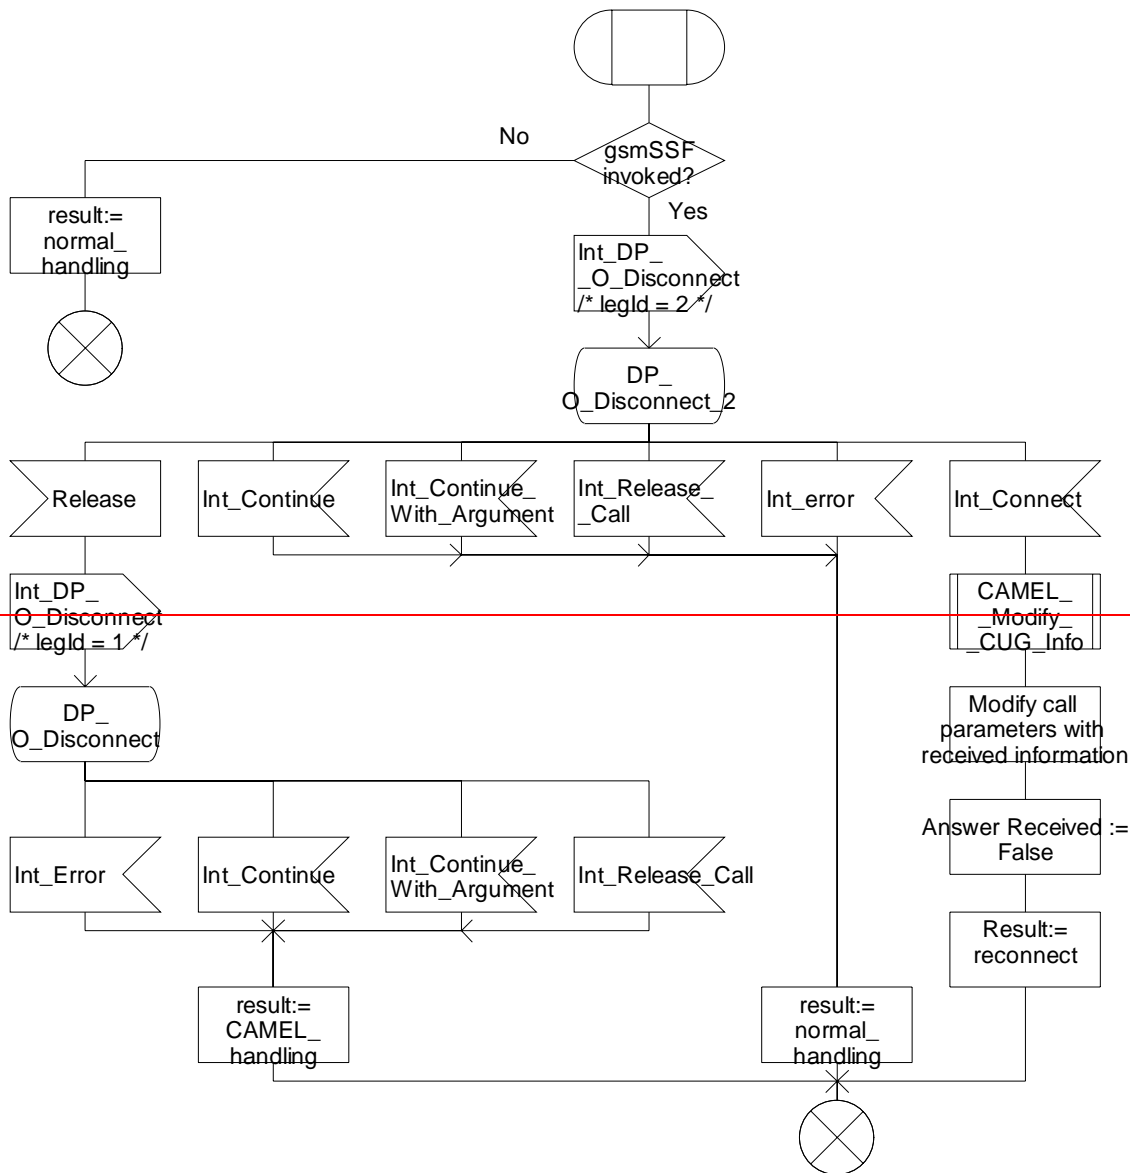 No
gsmSSF
invoked?
Yes
result:=
normal_
handling
Int_DP_
_O_Disconnect
/* legId = 2 */
DP_
O_Disconnect_2
Release
Int_Continue
Int_Continue_
With_Argument
Int_Release_
_Call
Int_error
Int_Connect
Int_DP_
O_Disconnect
/* legId = 1 */
CAMEL_
_Modify_
_CUG_Info
DP_
O_Disconnect
Modify call
parameters with
received information
Answer Received :=
False
Int_Error
Int_Continue
Int_Continue_
With_Argument
Int_Release_Call
Result:=
reconnect
result:=
CAMEL_
handling
result:=
normal_
handling